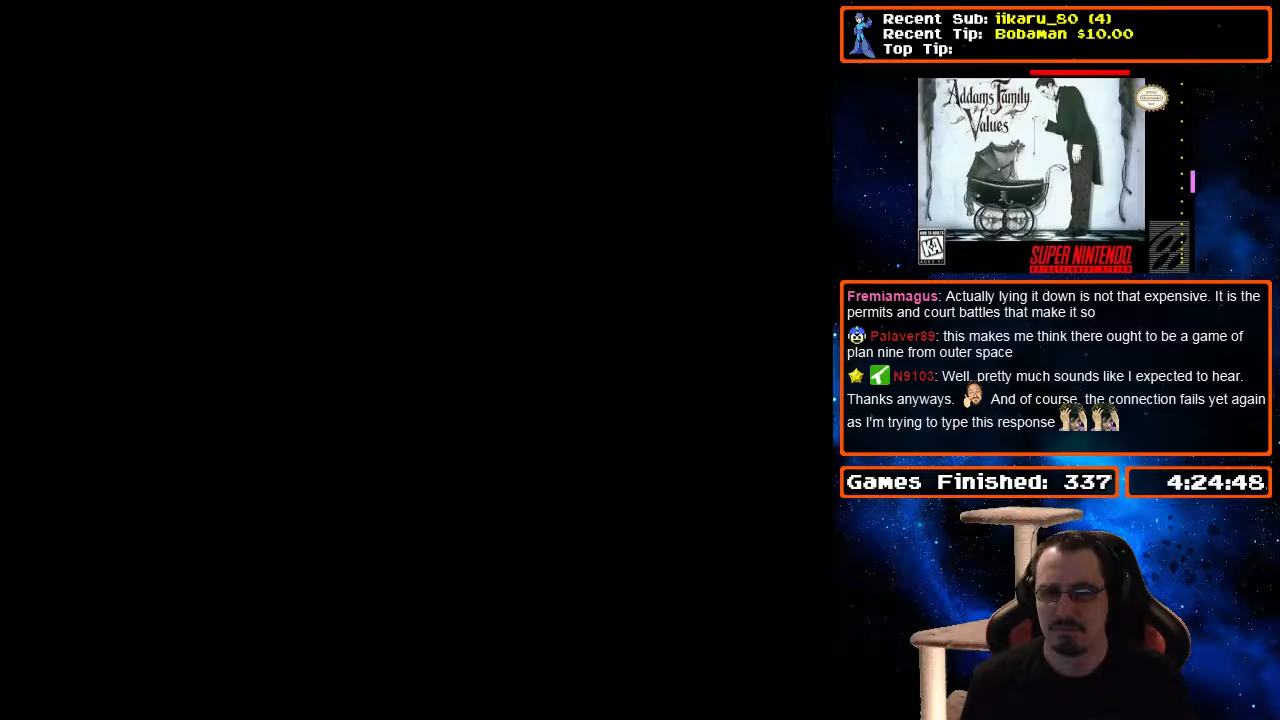 Recent Sub: iikaru_80 (4)
Recent Tip: Bobaman $10.00
Top Tip:
Addams Family
Values
KA
SUPER NINTENDO
ENTERTAINMENT SYSTEM
Fremiamagus: Actually lying it down is not that expensive. It is the
permits and court battles that make it so
Palaver89: this makes me think there ought to be a game of
plan nine from outer space
N9103: Well, pretty much sounds like I expected to hear.
Thanks anyways. And of course, the connection fails yet again
as I'm trying to type this response
Games Finished: 337
4:24:48